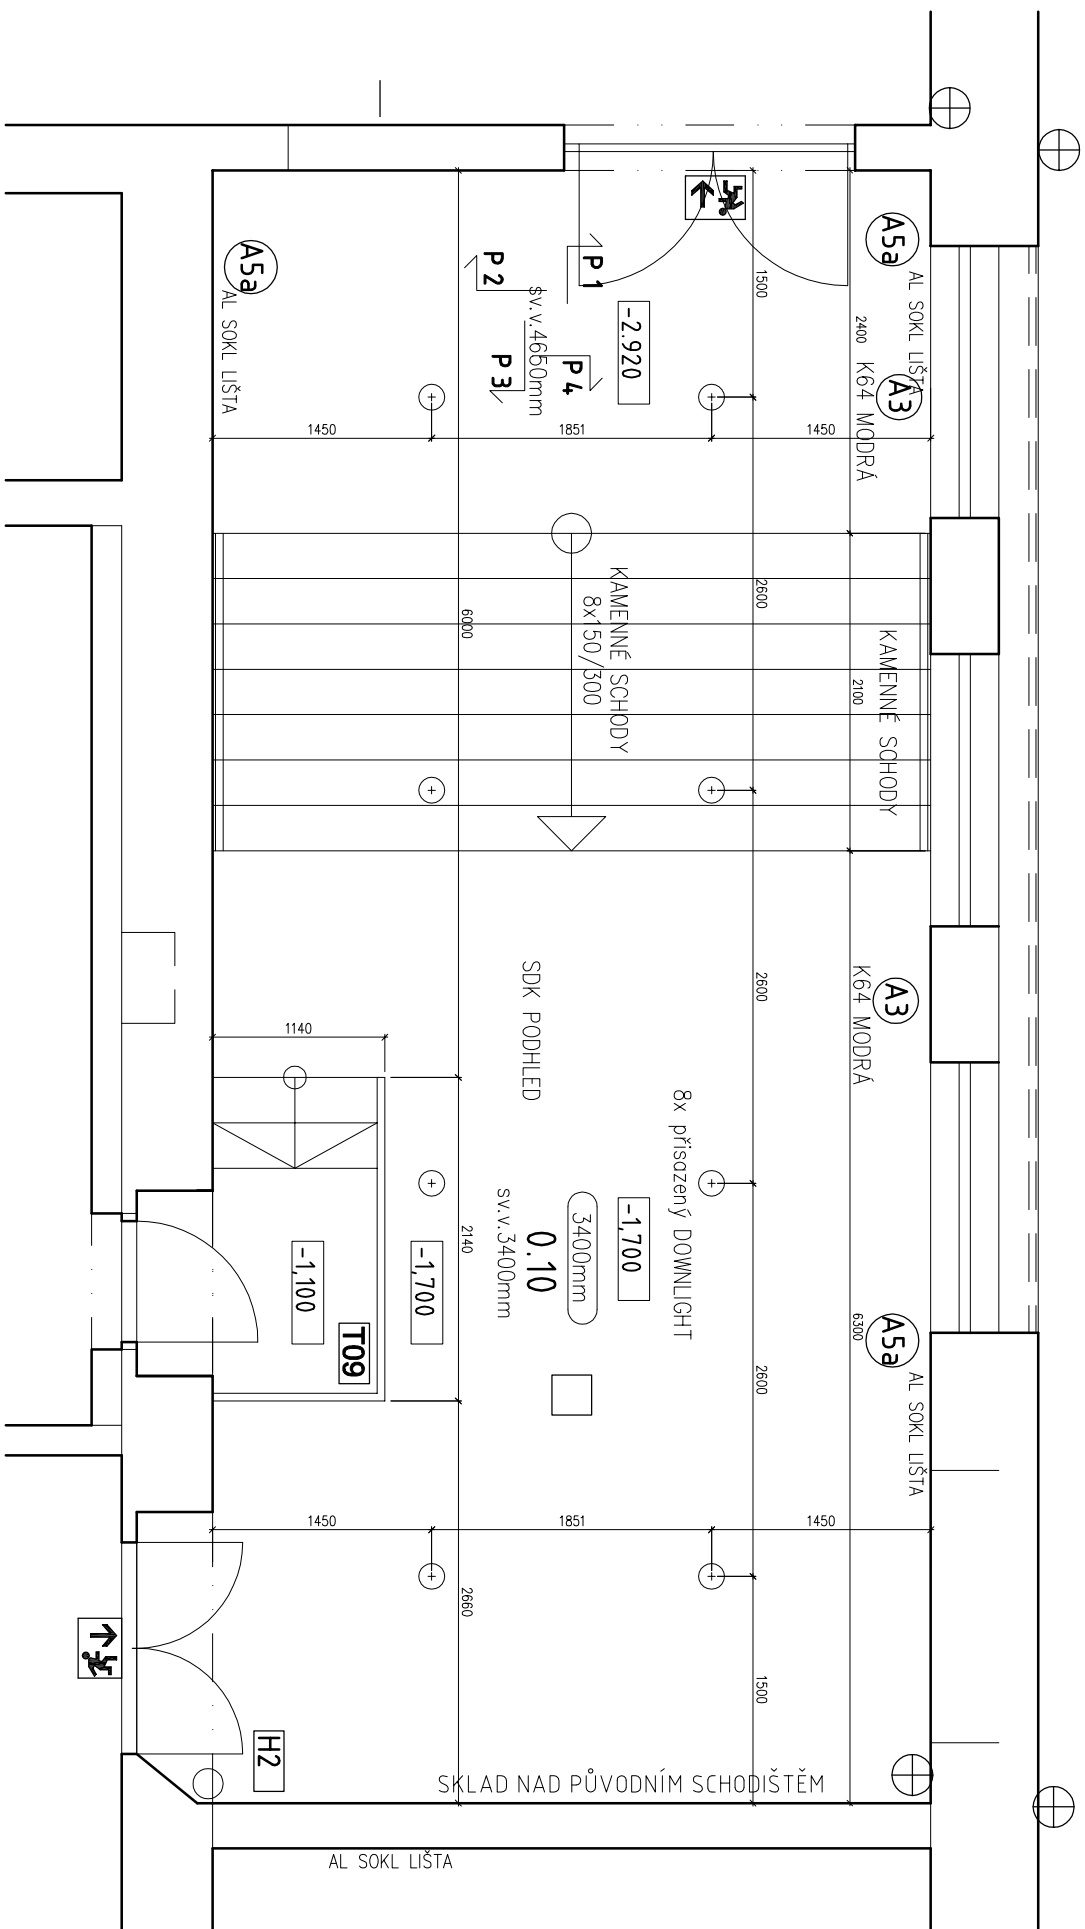 A5a
AL SOKL LIŠTA
A5a
AL SOKL LIŠTA
P 1
P 2
P 3
P 4
sv.v.4650mm
-2.920
1500
2400
A3
K64 MODRÁ
1450
1851
1450
KAMENNÉ SCHODY
8x150/300
KAMENNÉ SCHODY
2600
6000
2100
SDK PODHLED
2600
A3
K64 MODRÁ
1140
8x přisazený DOWNLIGHT
-1,700
3400mm
0.10
sv.v.3400mm
-1,700
2140
-1,100
T09
6300
A5a
AL SOKL LIŠTA
2600
1450
1851
1450
2660
1500
H2
SKLAD NAD PŮVODNÍM SCHODIŠTĚM
AL SOKL LIŠTA